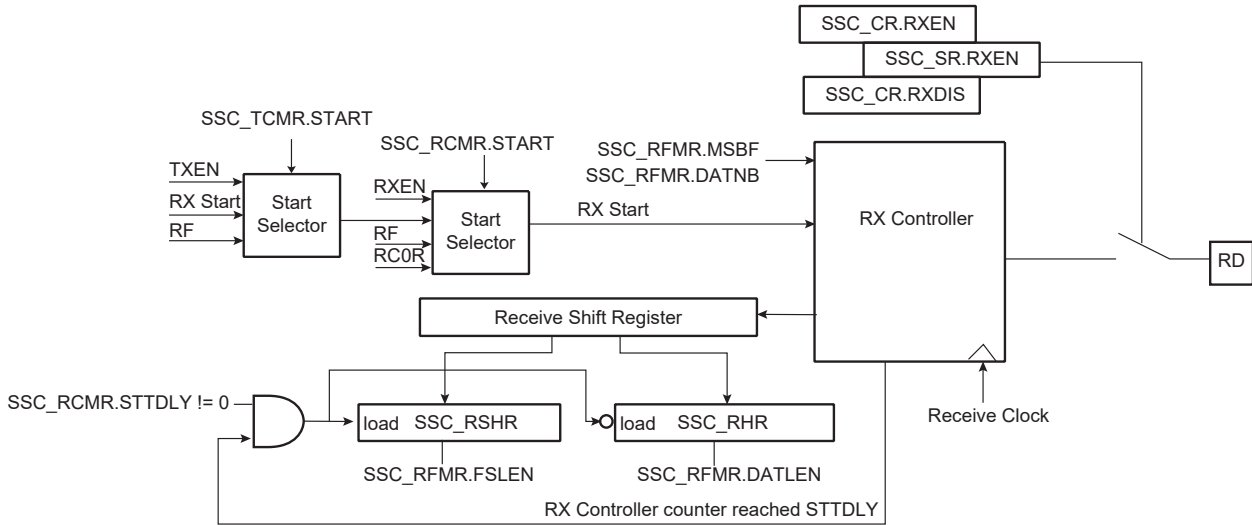 SSC_CR.RXEN
SSC_SR.RXEN
SSC_CR.RXDIS
SSC_TCMR.START
SSC_RCMR.START
SSC_RFMR.MSBF
SSC_RFMR.DATNB
TXEN
RX Start
RF
Start
Selector
RXEN
RF
RC0R
Start
Selector
RX Start
RX Controller
RD
Receive Shift Register
SSC_RCMR.STTDLY != 0
load SSC_RSHR
load SSC_RHR
Receive Clock
SSC_RFMR.FSLEN
SSC_RFMR.DATLEN
RX Controller counter reached STTDLY